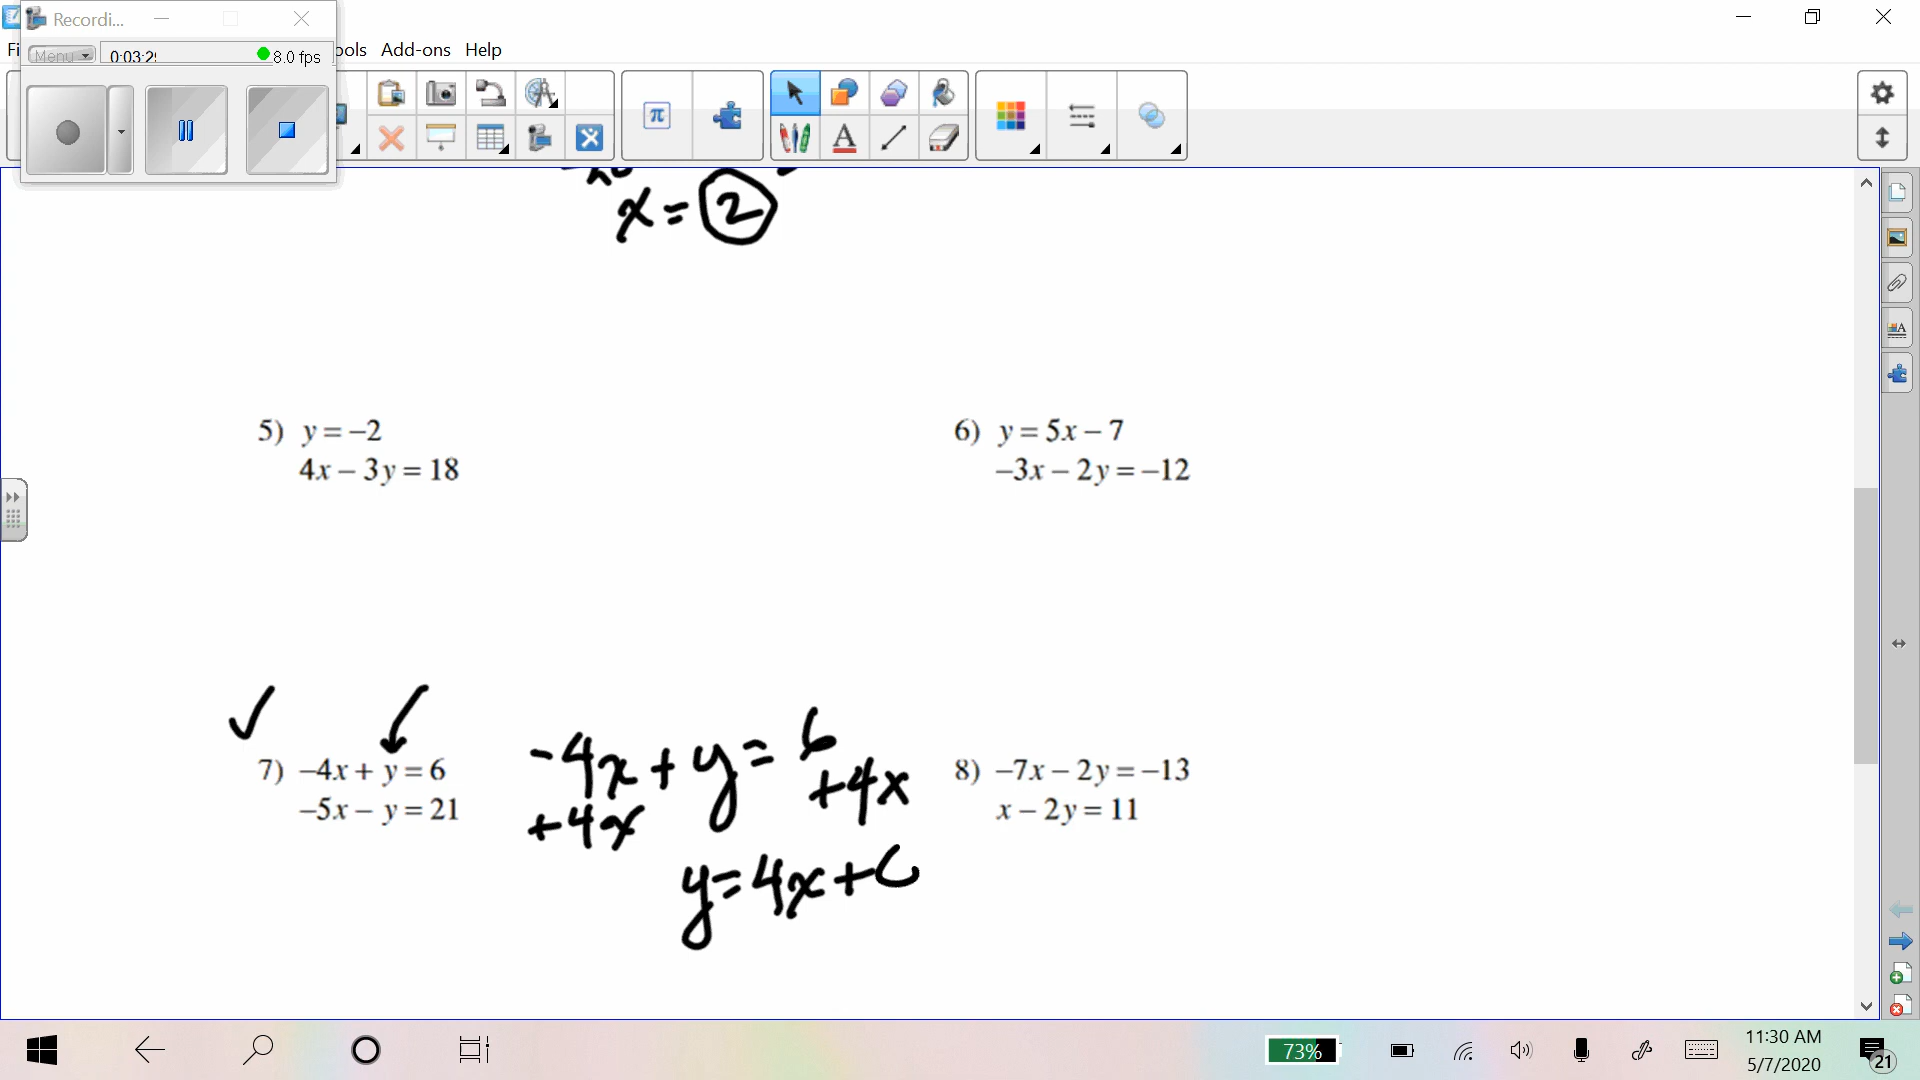 Recordi...
Menu
0:03:29
8.0 fps
Fi
ools Add-ons Help
π
A
x = 2
5) y = −2
4x − 3y = 18
6) y = 5x − 7
−3x − 2y = −12
7) −4x + y = 6
−5x − y = 21
-4x + y = 6
+4x +4x
y = 4x +
8) −7x − 2y = −13
x − 2y = 11
73%
11:30 AM
5/7/2020
21